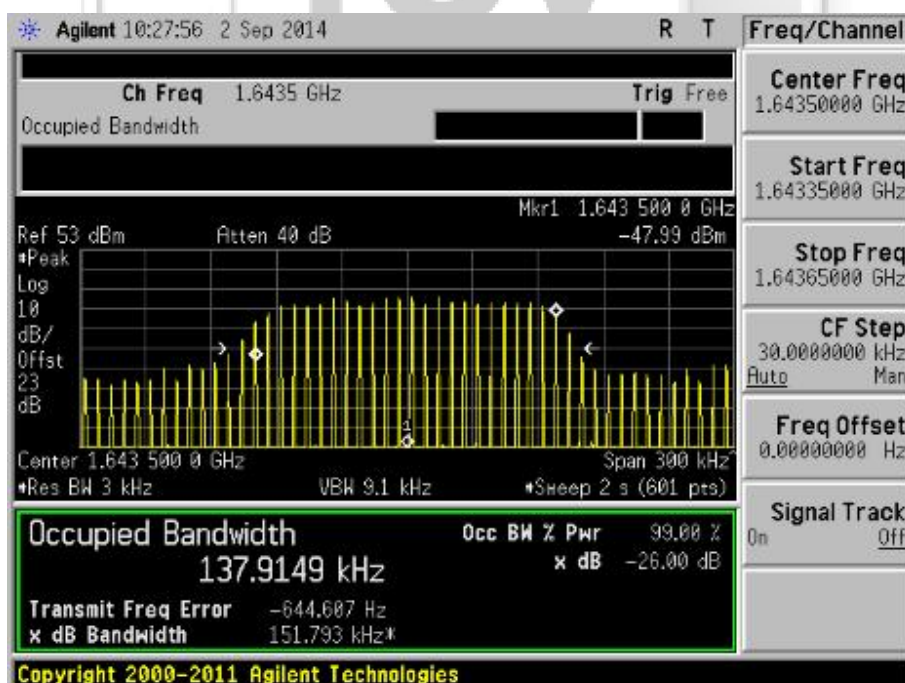 Agilent 10:27:56 2 Sep 2014 R T Freq/Channel
Ch Freq 1.6435 GHz Trig Free
Occupied Bandwidth
Center Freq
1.64350000 GHz
Start Freq
1.64335000 GHz
Stop Freq
1.64365000 GHz
CF Step
30.0000000 kHz
Auto Man
Freq Offset
0.00000000 Hz
Signal Track
On Off
Mkr1 1.643 500 0 GHz
Ref 53 dBm Atten 40 dB -47.99 dBm
#Peak
Log
10
dB/
Offst
23
dB
1
Center 1.643 500 0 GHz Span 300 kHz^
#Res BW 3 kHz VBW 9.1 kHz #Sweep 2 s (601 pts)
Occupied Bandwidth Occ BW % Pwr 99.00 %
137.9149 kHz x dB -26.00 dB
Transmit Freq Error -644.607 Hz
x dB Bandwidth 151.793 kHz*
Copyright 2000-2011 Agilent Technologies